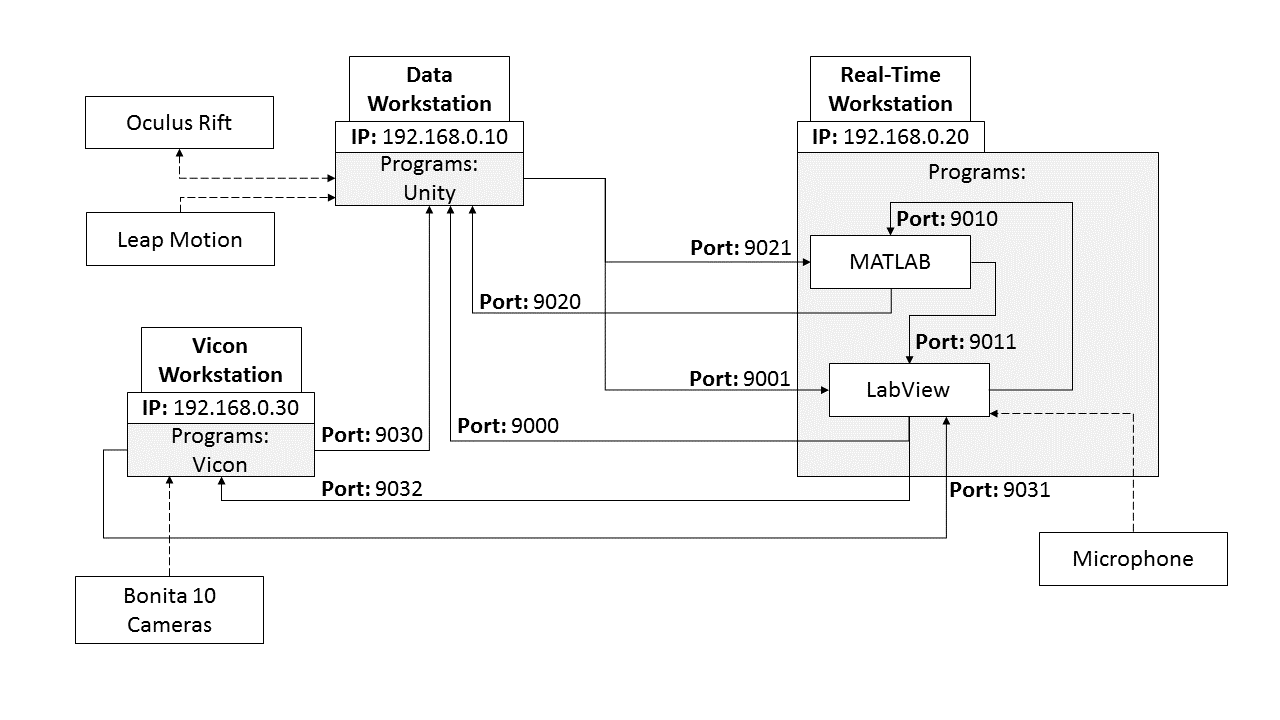 Data
Workstation
IP: 192.168.0.10
Programs:
Unity
Real-Time
Workstation
IP: 192.168.0.20
Programs:
Oculus Rift
Leap Motion
Port: 9010
MATLAB
Port: 9021
Port: 9020
Port: 9011
LabView
Port: 9001
Port: 9000
Vicon
Workstation
IP: 192.168.0.30
Programs:
Vicon
Port: 9030
Port: 9032
Port: 9031
Microphone
Bonita 10
Cameras